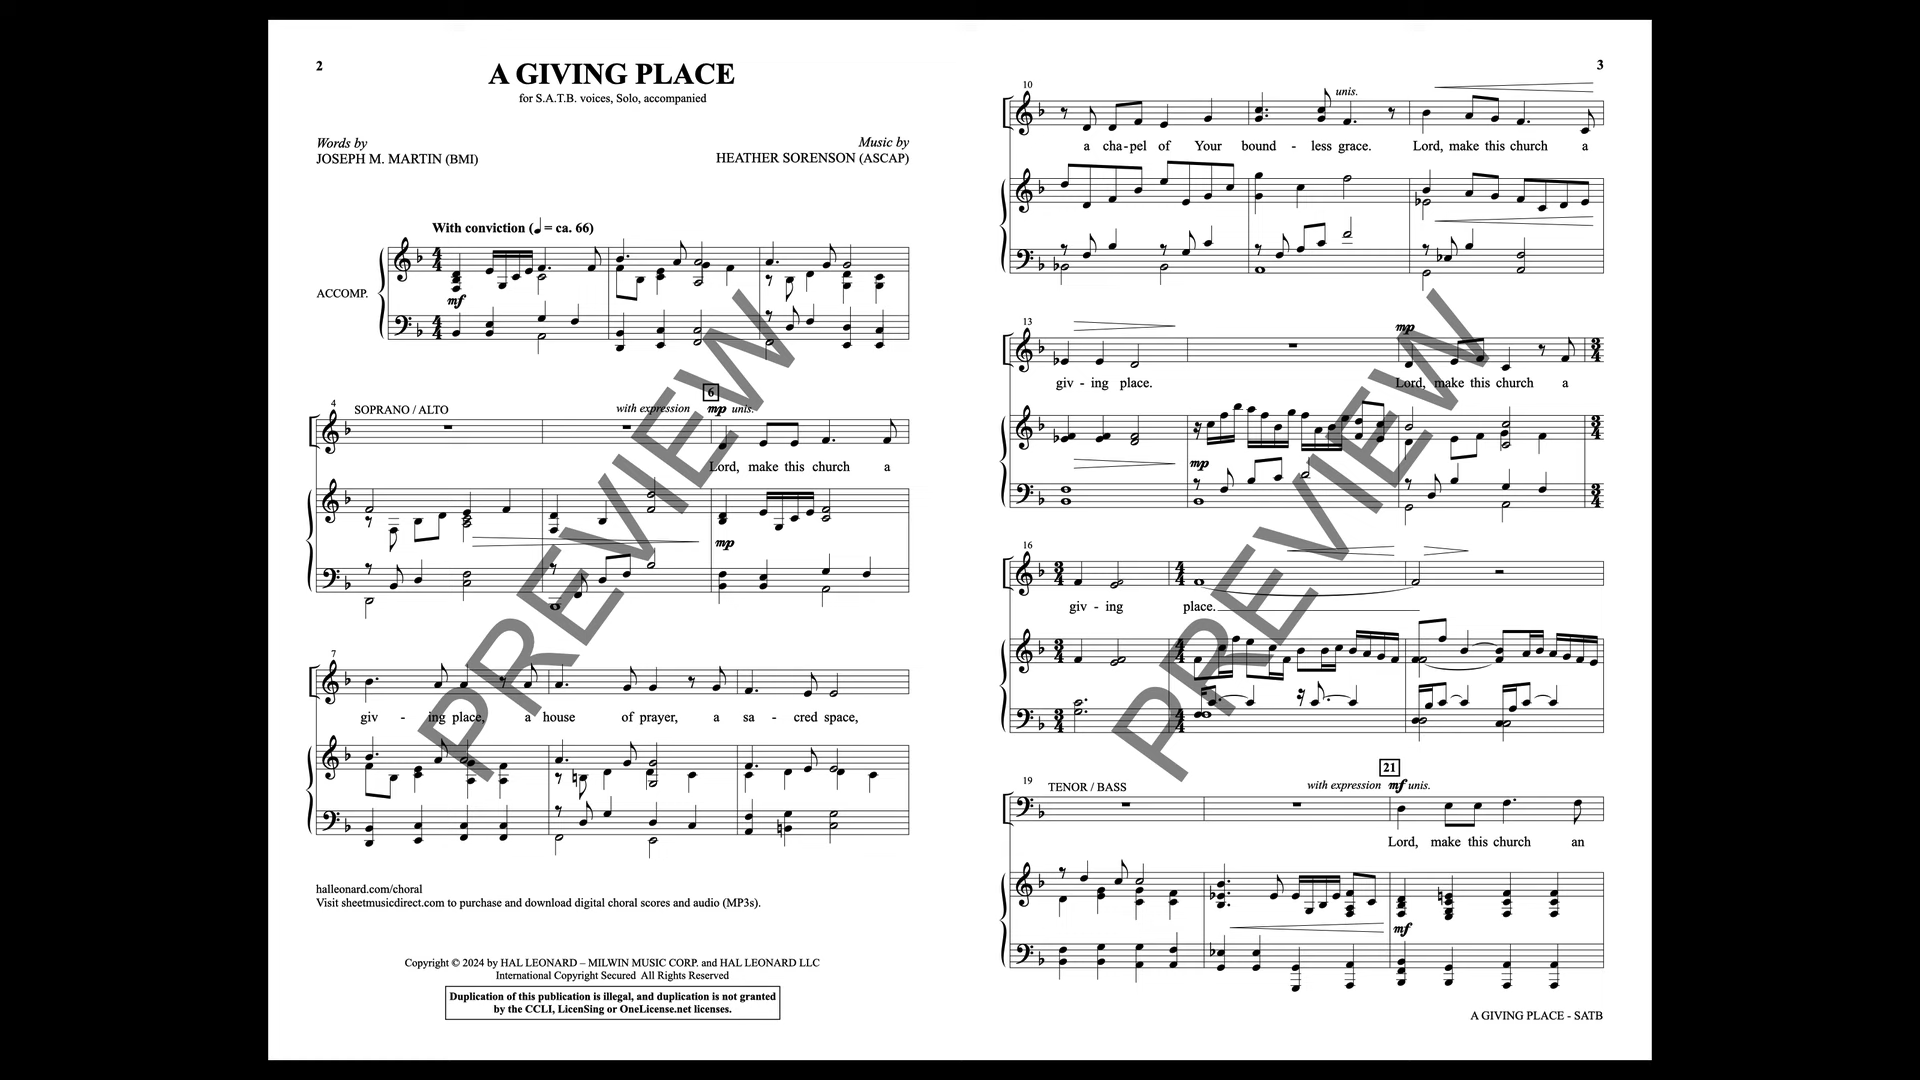 2
A GIVING PLACE
for S.A.T.B. voices, Solo, accompanied
Words by
JOSEPH M. MARTIN (BMI)
Music by
HEATHER SORENSON (ASCAP)
With conviction (♩ = ca. 66)
ACCOMP.
mf
4
SOPRANO / ALTO
with expression
6
mp unis.
Lord, make this church a
mp
7
giv - ing place, a house of prayer, a sa - cred space,
halleonard.com/choral
Visit sheetmusicdirect.com to purchase and download digital choral scores and audio (MP3s).
Copyright © 2024 by HAL LEONARD – MILWIN MUSIC CORP. and HAL LEONARD LLC
International Copyright Secured All Rights Reserved
Duplication of this publication is illegal, and duplication is not granted
by the CCLI, LicenSing or OneLicense.net licenses.
PREVIEW
3
10
unis.
a cha - pel of Your bound - less grace. Lord, make this church a
13
mp
giv - ing place. Lord, make this church a
mp
16
giv - ing place.
19
TENOR / BASS
with expression
21
mf unis.
Lord, make this church an
mf
A GIVING PLACE - SATB
PREVIEW